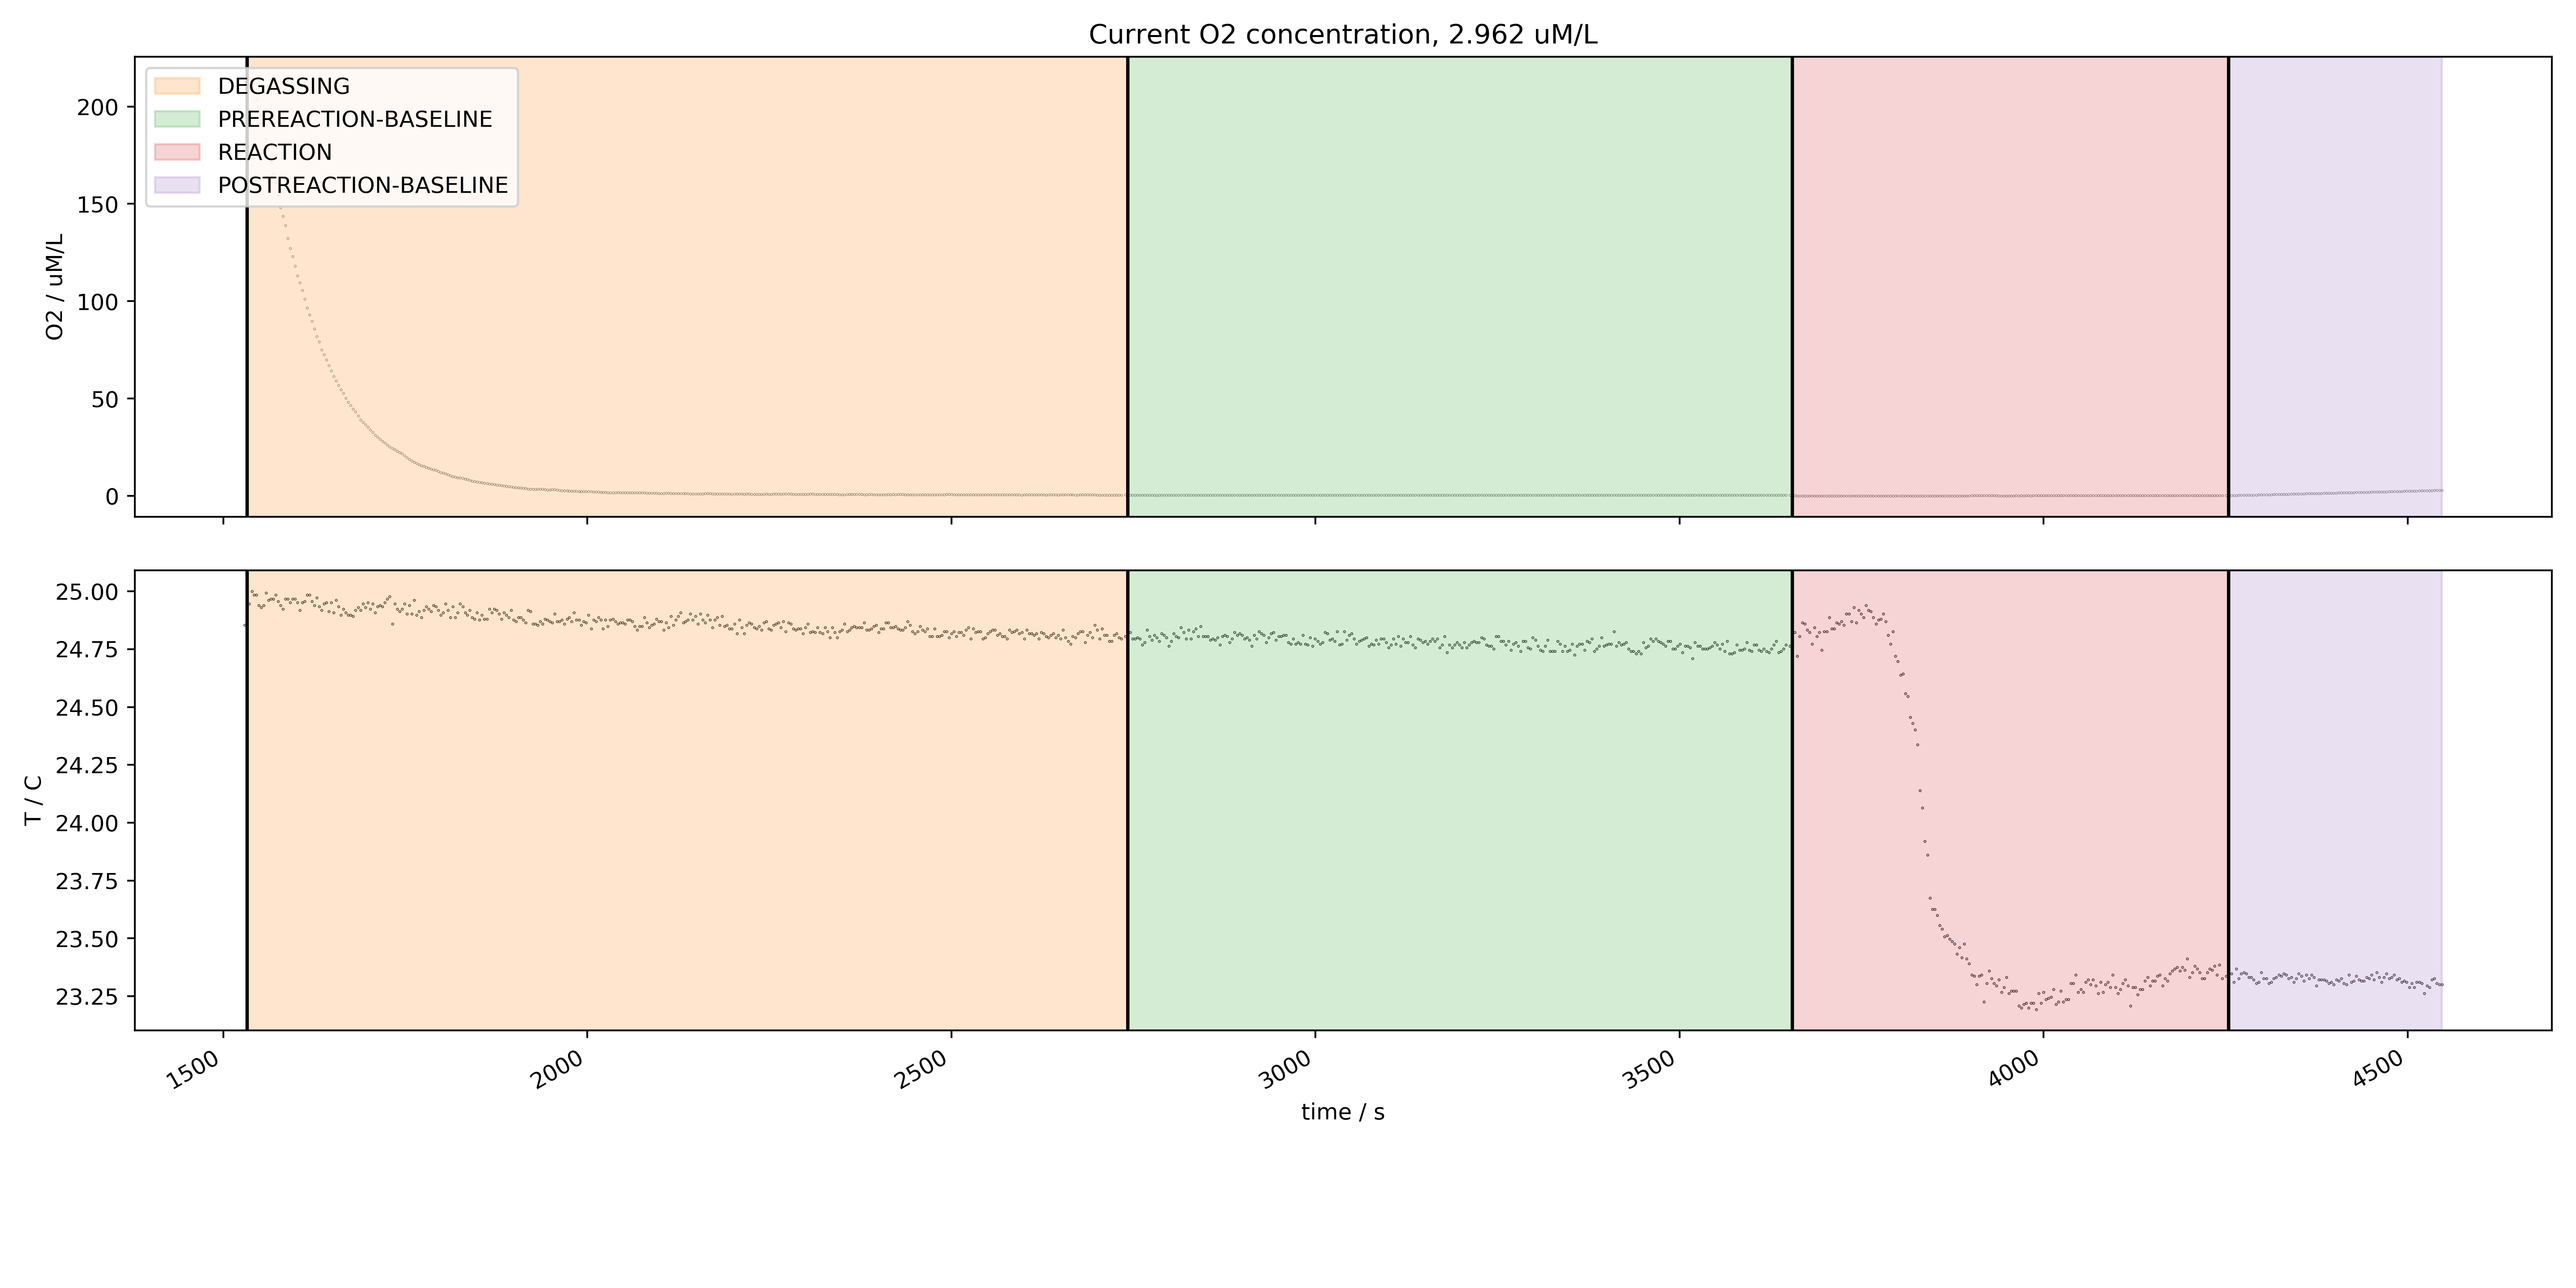 Current O2 concentration, 2.962 uM/L
DEGASSING
PREREACTION-BASELINE
REACTION
POSTREACTION-BASELINE
O2 / uM/L
200
150
100
50
0
T / C
25.00
24.75
24.50
24.25
24.00
23.75
23.50
23.25
1500 2000 2500 3000 3500 4000 4500
time / s